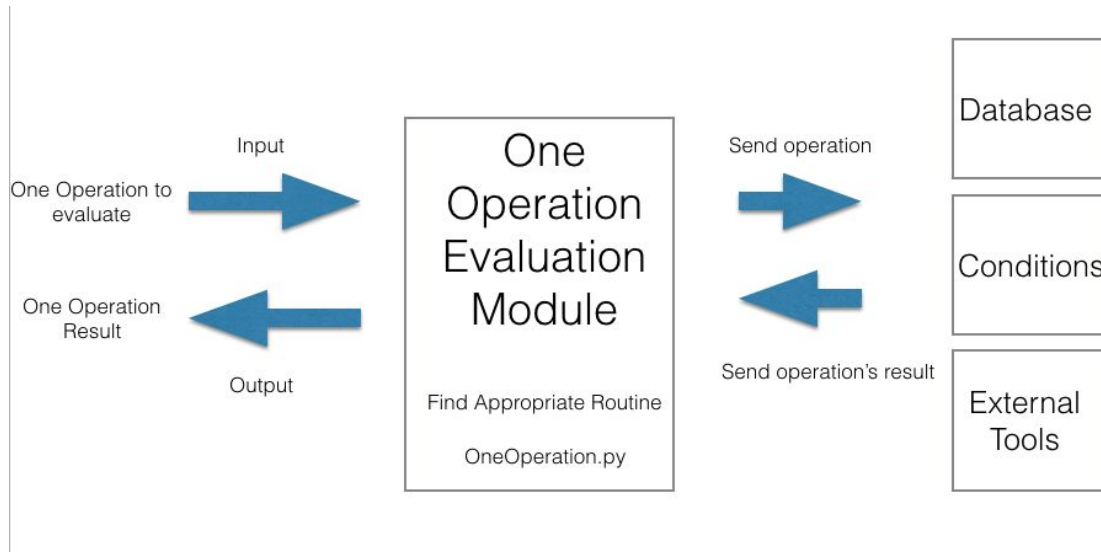 Input
One Operation to
evaluate
One Operation
Result
Output
One
Operation
Evaluation
Module
Find Appropriate Routine
OneOperation.py
Send operation
Send operation’s result
Database
Conditions
External
Tools